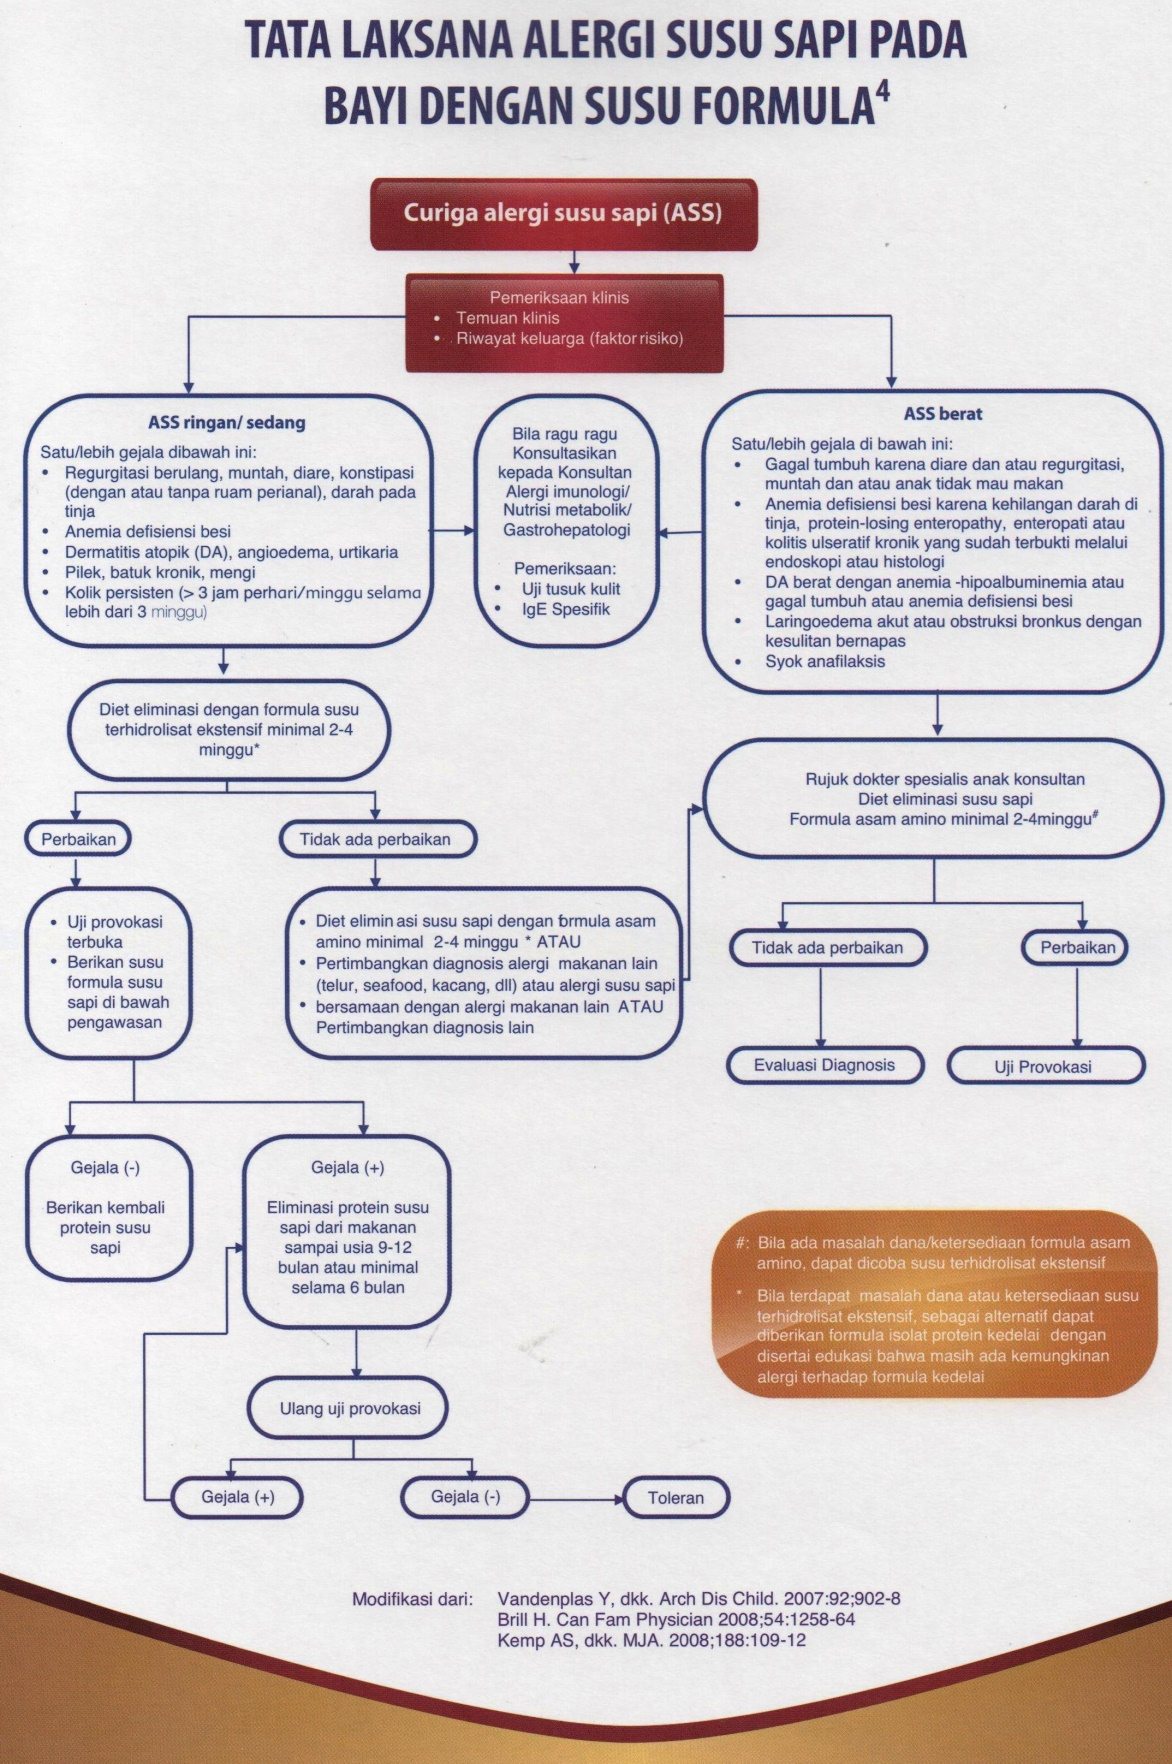 TATA LAKSANA ALERGI SUSU SAPI PADA
BAYI DENGAN SUSU FORMULA4
Curiga alergi susu sapi (ASS)
Pemeriksaan klinis
• Temuan klinis
• Riwayat keluarga (faktor risiko)
ASS ringan/ sedang
Satu/lebih gejala dibawah ini:
• Regurgitasi berulang, muntah, diare, konstipasi
(dengan atau tanpa ruam perianal), darah pada
tinja
• Anemia defisiensi besi
• Dermatitis atopik (DA), angioedema, urtikaria
• Pilek, batuk kronik, mengi
• Kolik persisten (> 3 jam perhari/minggu selama
lebih dari 3 minggu)
Bila ragu ragu
Konsultasikan
kepada Konsultan
Alergi imunologi/
Nutrisi metabolik/
Gastrohepatologi
Pemeriksaan:
• Uji tusuk kulit
• IgE Spesifik
ASS berat
Satu/lebih gejala di bawah ini:
• Gagal tumbuh karena diare dan atau regurgitasi,
muntah dan atau anak tidak mau makan
• Anemia defisiensi besi karena kehilangan darah di
tinja, protein-losing enteropathy, enteropati atau
kolitis ulseratif kronik yang sudah terbukti melalui
endoskopi atau histologi
• DA berat dengan anemia -hipoalbuminemia atau
gagal tumbuh atau anemia defisiensi besi
• Laringoedema akut atau obstruksi bronkus dengan
kesulitan bernapas
• Syok anafilaksis
Diet eliminasi dengan formula susu
terhidrolisat ekstensif minimal 2-4
minggu*
Rujuk dokter spesialis anak konsultan
Diet eliminasi susu sapi
Formula asam amino minimal 2-4minggu#
Perbaikan
Tidak ada perbaikan
• Uji provokasi
terbuka
• Berikan susu
formula susu
sapi di bawah
pengawasan
• Diet elimin asi susu sapi dengan formula asam
amino minimal 2-4 minggu * ATAU
• Pertimbangkan diagnosis alergi makanan lain
(telur, seafood, kacang, dll) atau alergi susu sapi
• bersamaan dengan alergi makanan lain ATAU
Pertimbangkan diagnosis lain
Tidak ada perbaikan
Perbaikan
Evaluasi Diagnosis
Uji Provokasi
Gejala (-)
Berikan kembali
protein susu
sapi
Gejala (+)
Eliminasi protein susu
sapi dari makanan
sampai usia 9-12
bulan atau minimal
selama 6 bulan
#: Bila ada masalah dana/ketersediaan formula asam
amino, dapat dicoba susu terhidrolisat ekstensif
* Bila terdapat masalah dana atau ketersediaan susu
terhidrolisat ekstensif, sebagai alternatif dapat
diberikan formula isolat protein kedelai dengan
disertai edukasi bahwa masih ada kemungkinan
alergi terhadap formula kedelai
Ulang uji provokasi
Gejala (+)
Gejala (-)
Toleran
Modifikasi dari: Vandenplas Y, dkk. Arch Dis Child. 2007:92;902-8
Brill H. Can Fam Physician 2008;54:1258-64
Kemp AS, dkk. MJA. 2008;188:109-12